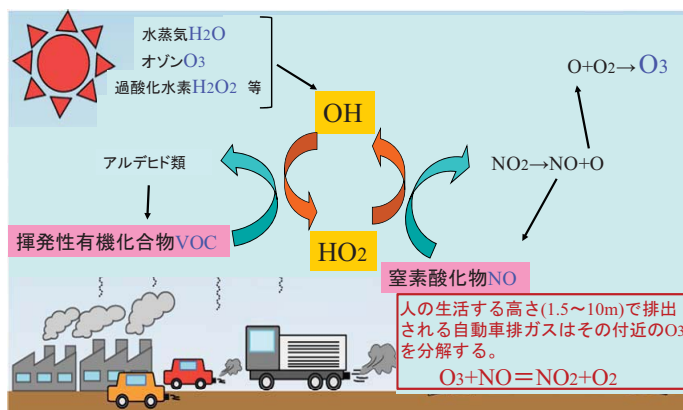 水蒸気H2O
オゾンO3
過酸化水素H2O2 等
O+O2→O3
OH
アルデヒド類
NO2→NO+O
揮発性有機化合物VOC
HO2
窒素酸化物NO
人の生活する高さ(1.5～10m)で排出
される自動車排ガスはその付近のO3
を分解する。
O3+NO＝NO2+O2